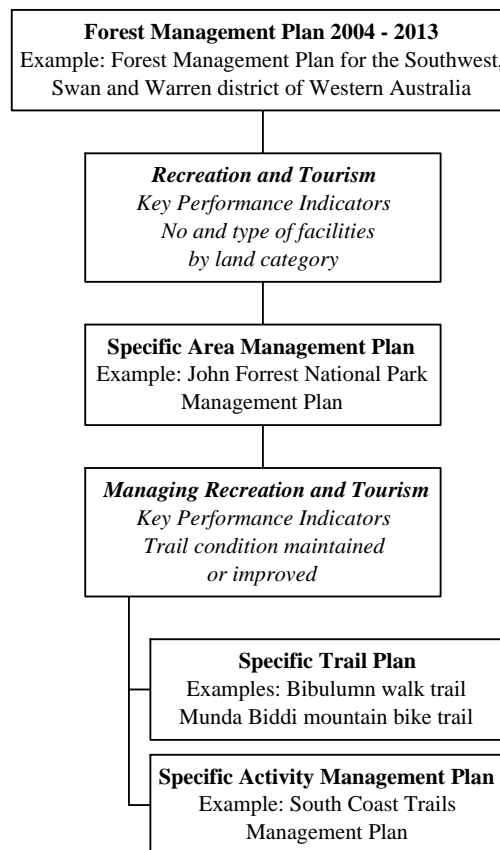 Forest Management Plan 2004 - 2013
Example: Forest Management Plan for the Southwest,
Swan and Warren district of Western Australia
Recreation and Tourism
Key Performance Indicators
No and type of facilities
by land category
Specific Area Management Plan
Example: John Forrest National Park
Management Plan
Managing Recreation and Tourism
Key Performance Indicators
Trail condition maintained
or improved
Specific Trail Plan
Examples: Bibulumn walk trail
Munda Biddi mountain bike trail
Specific Activity Management Plan
Example: South Coast Trails
Management Plan